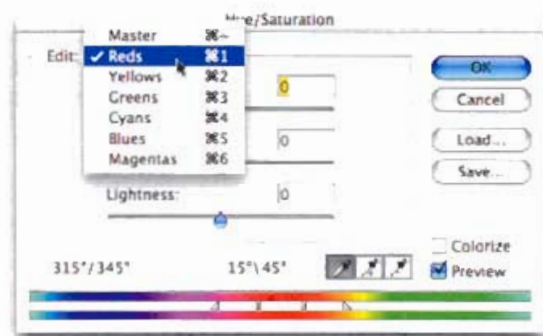 Hue/Saturation
Edit:
Master ⌘~
✓ Reds ⌘1
Yellows ⌘2
Greens ⌘3
Cyans ⌘4
Blues ⌘5
Magentas ⌘6
0
0
Lightness: 0
OK
Cancel
Load...
Save...
Colorize
Preview
315°/345° 15°\45°